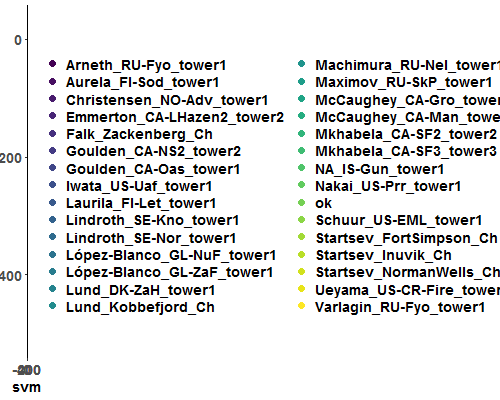 0
200
400
Arneth_RU-Fyo_tower1
Aurela_FI-Sod_tower1
Christensen_NO-Adv_tower1
Emmerton_CA-LHazen2_tower2
Falk_Zackenberg_Ch
Goulden_CA-NS2_tower2
Goulden_CA-Oas_tower1
Iwata_US-Uaf_tower1
Laurila_FI-Let_tower1
Lindroth_SE-Kno_tower1
Lindroth_SE-Nor_tower1
López-Blanco_GL-NuF_tower1
López-Blanco_GL-ZaF_tower1
Lund_DK-ZaH_tower1
Lund_Kobbefjord_Ch
Machimura_RU-Nel_tower1
Maximov_RU-SkP_tower1
McCaughey_CA-Gro_tower
McCaughey_CA-Man_tower
Mkhabela_CA-SF2_tower2
Mkhabela_CA-SF3_tower3
NA_IS-Gun_tower1
Nakai_US-Prr_tower1
ok
Schuur_US-EML_tower1
Startsev_FortSimpson_Ch
Startsev_Inuvik_Ch
Startsev_NormanWells_Ch
Ueyama_US-CR-Fire_tower
Varlagin_RU-Fyo_tower1
svm